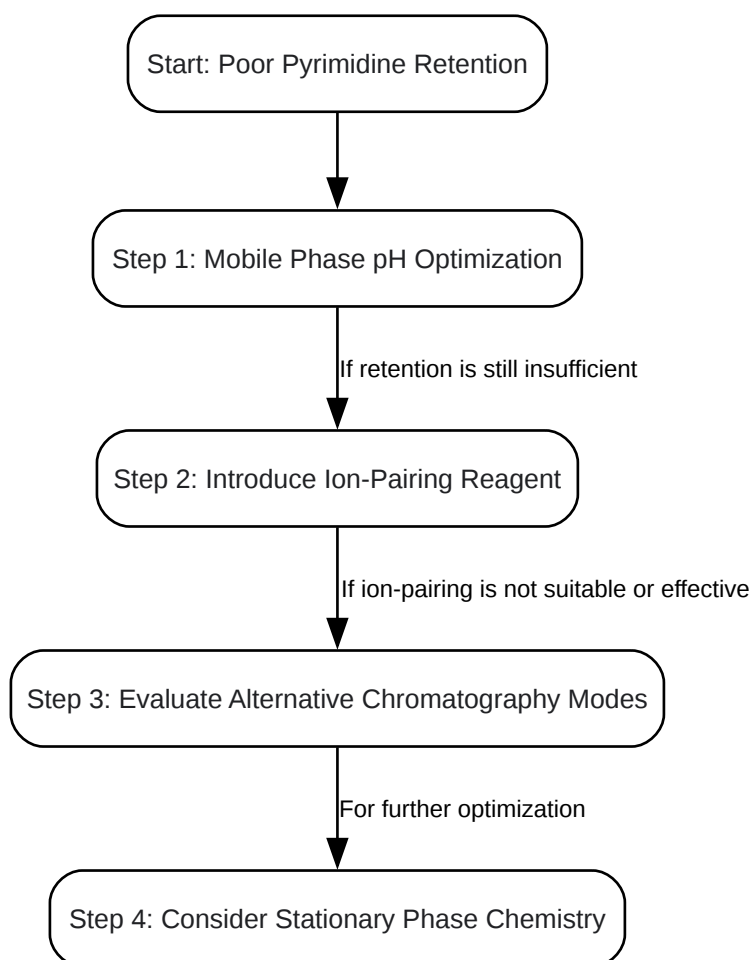 Start: Poor Pyrimidine Retention
Step 1: Mobile Phase pH Optimization
If retention is still insufficient
Step 2: Introduce Ion-Pairing Reagent
If ion-pairing is not suitable or effective
Step 3: Evaluate Alternative Chromatography Modes
For further optimization
Step 4: Consider Stationary Phase Chemistry